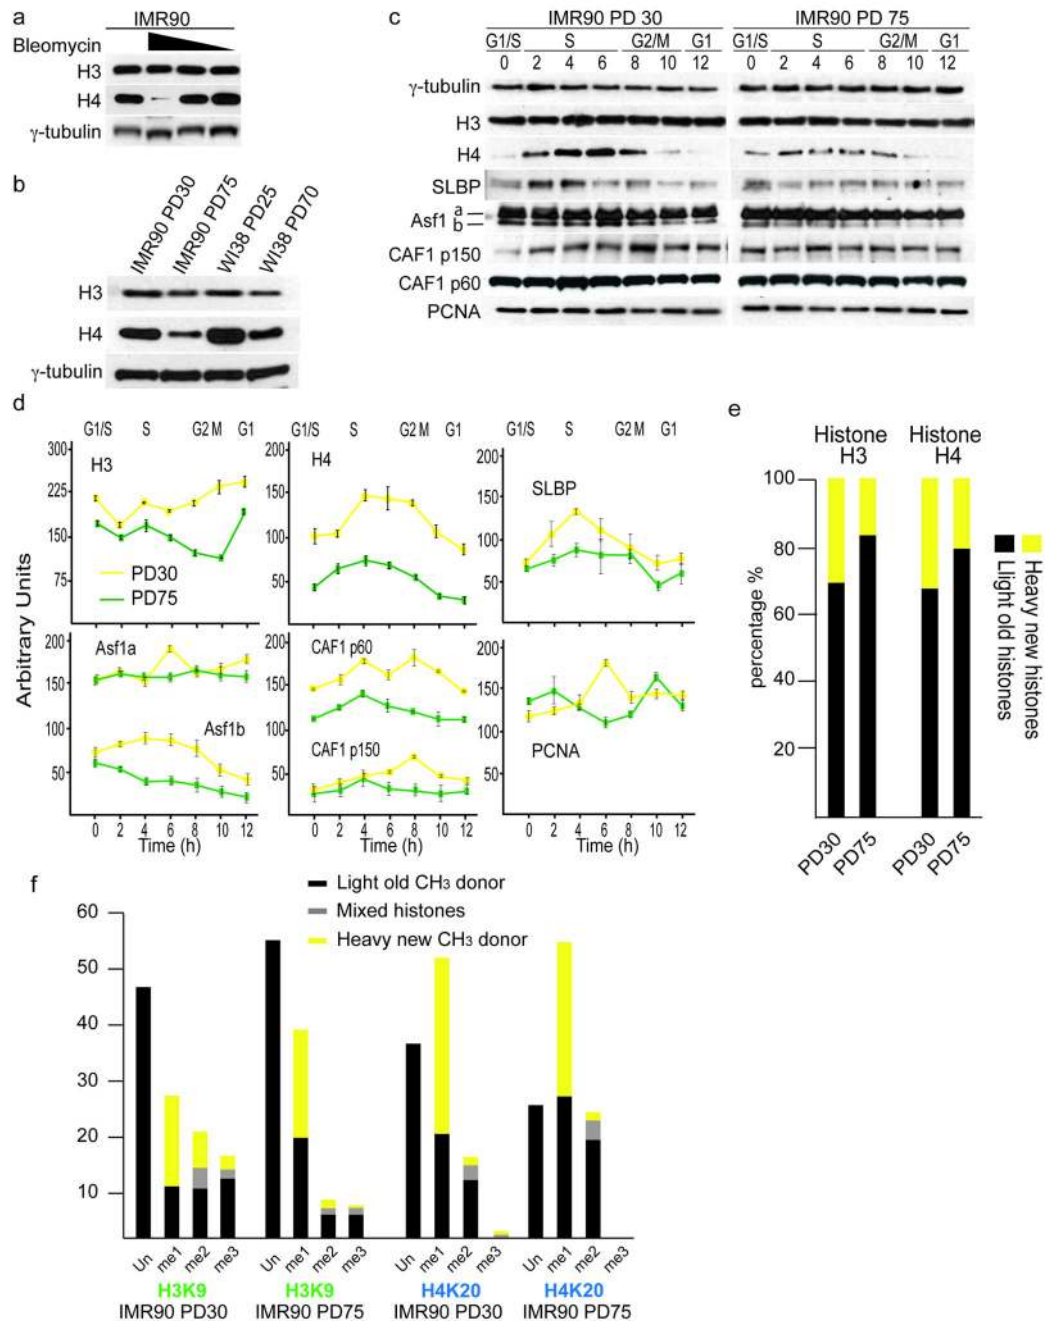 a
IMR90
Bleomycin
H3
H4
γ-tubulin
b
IMR90 PD30
IMR90 PD75
WI38 PD25
WI38 PD70
H3
H4
γ-tubulin
c
IMR90 PD 30
IMR90 PD 75
G1/S S G2/M G1 G1/S S G2/M G1
0 2 4 6 8 10 12 0 2 4 6 8 10 12
γ-tubulin
H3
H4
SLBP
Asf1 a b
CAF1 p150
CAF1 p60
PCNA
d
G1/S S G2 M G1 G1/S S G2 M G1 G1/S S G2 M G1
Arbitrary Units
300
225
150
75
H3
PD30
PD75
200
150
100
50
H4
200
150
100
50
SLBP
200
150
100
50
Asf1a
Asf1b
200
150
100
50
CAF1 p60
CAF1 p150
200
150
100
50
PCNA
0 2 4 6 8 10 12 0 2 4 6 8 10 12 0 2 4 6 8 10 12
Time (h) Time (h) Time (h)
e
Histone H3
Histone H4
percentage %
100
80
60
40
20
PD30
PD75
PD30
PD75
Heavy new histones
Llight old histones
f
Light old CH3 donor
Mixed histones
Heavy new CH3 donor
60
50
40
30
20
10
Un me1 me2 me3 Un me1 me2 me3 Un me1 me2 me3 Un me1 me2 me3
H3K9 H3K9 H4K20 H4K20
IMR90 PD30 IMR90 PD75 IMR90 PD30 IMR90 PD75